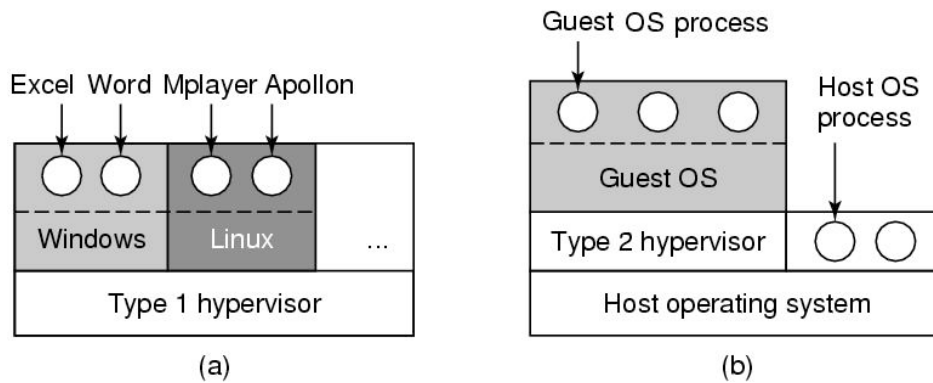 Excel Word Mplayer Apollon
Windows
Linux
...
Type 1 hypervisor
(a)
Guest OS process
Host OS
process
Guest OS
Type 2 hypervisor
Host operating system
(b)